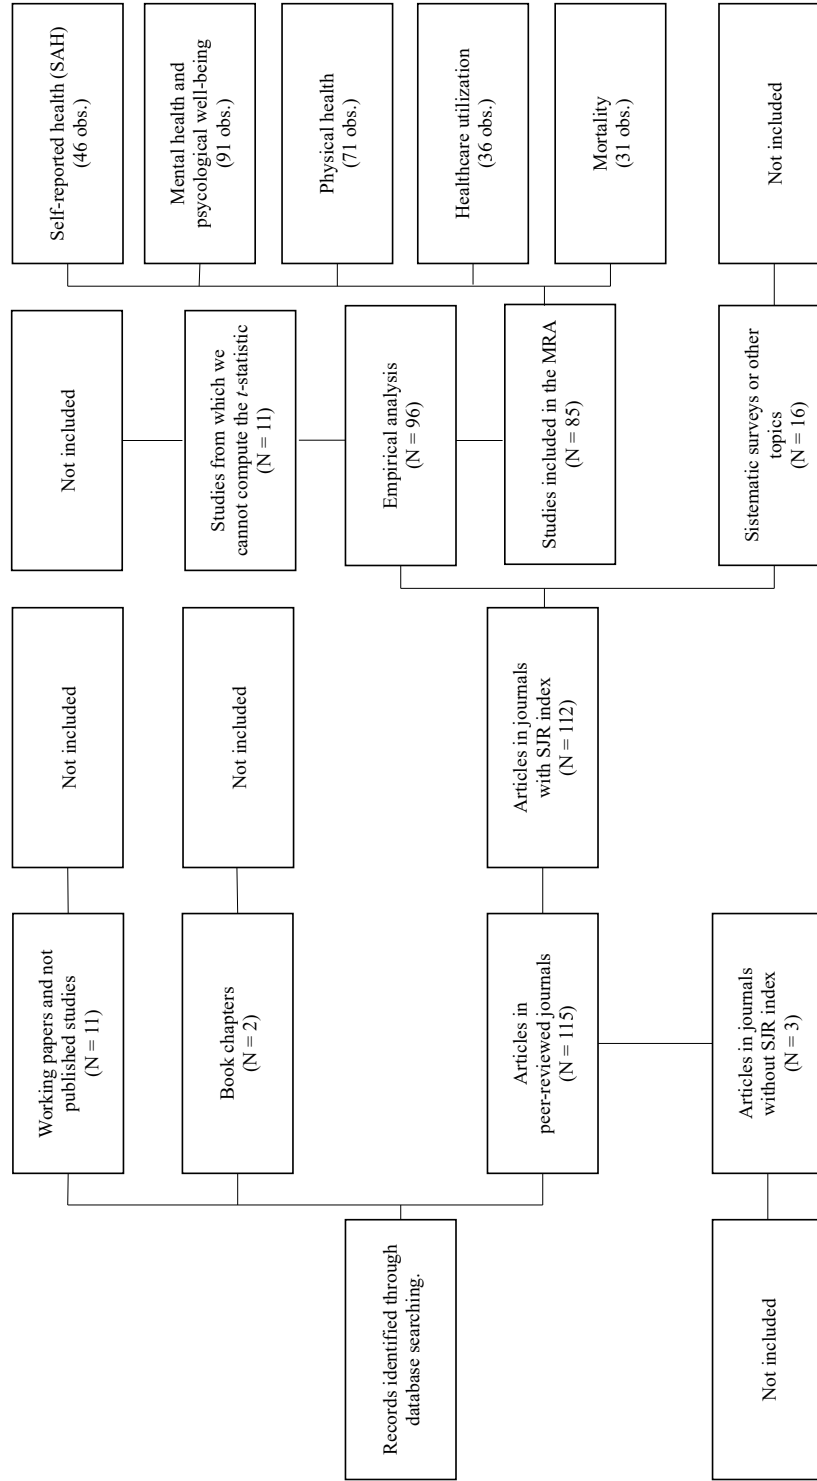 Records identified through
database searching.
Working papers and not
published studies
(N = 11)
Not included
Book chapters
(N = 2)
Not included
Articles in
peer-reviewed journals
(N = 115)
Articles in journals
without SJR index
(N = 3)
Not included
Articles in journals
with SJR index
(N = 112)
Empirical analysis
(N = 96)
Studies from which we
cannot compute the t-statistic
(N = 11)
Not included
Studies included in the MRA
(N = 85)
Sistematic surveys or other
topics
(N = 16)
Not included
Self-reported health (SAH)
(46 obs.)
Mental health and
psycological well-being
(91 obs.)
Physical health
(71 obs.)
Healthcare utilization
(36 obs.)
Mortality
(31 obs.)